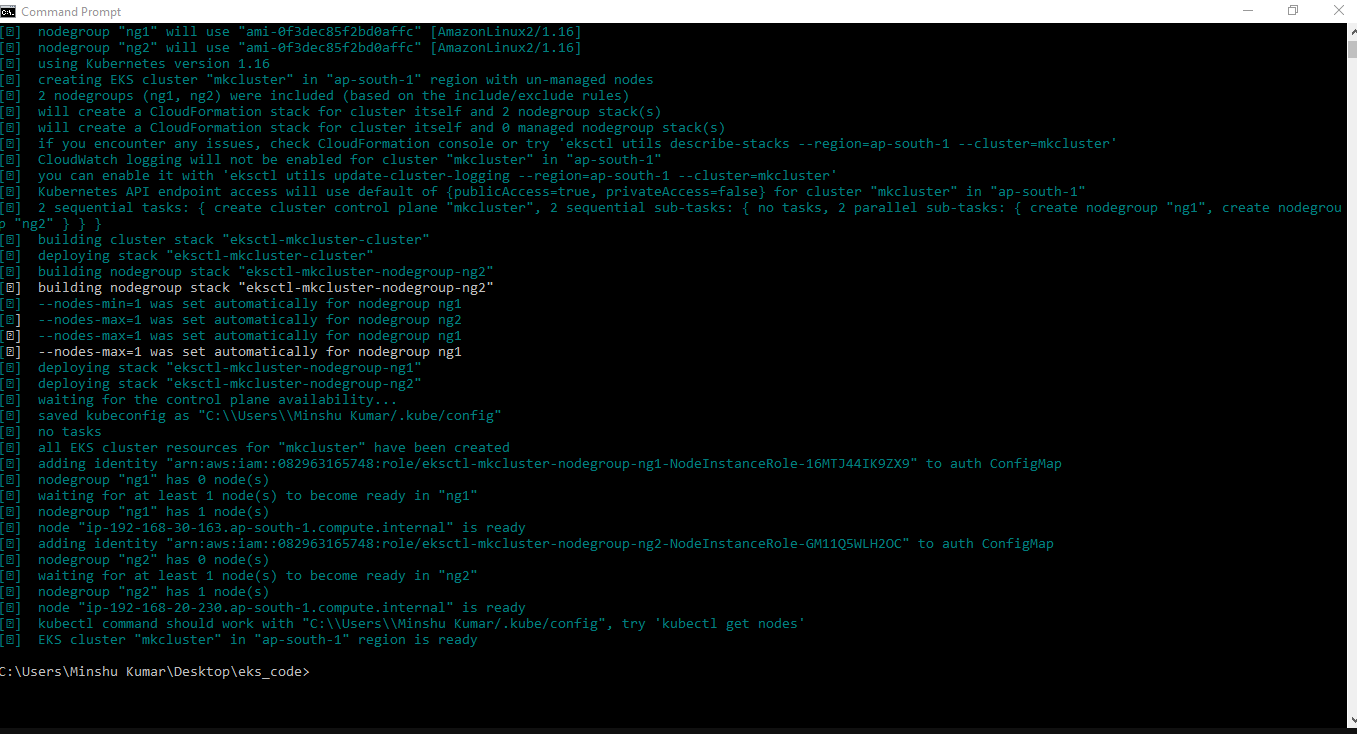 Command Prompt
[?] nodegroup "ng1" will use "ami-0f3dec85f2bd0affc" [AmazonLinux2/1.16]
[?] nodegroup "ng2" will use "ami-0f3dec85f2bd0affc" [AmazonLinux2/1.16]
[?] using Kubernetes version 1.16
[?] creating EKS cluster "mkcluster" in "ap-south-1" region with un-managed nodes
[?] 2 nodegroups (ng1, ng2) were included (based on the include/exclude rules)
[?] will create a CloudFormation stack for cluster itself and 2 nodegroup stack(s)
[?] will create a CloudFormation stack for cluster itself and 0 managed nodegroup stack(s)
[?] if you encounter any issues, check CloudFormation console or try 'eksctl utils describe-stacks --region=ap-south-1 --cluster=mkcluster'
[?] CloudWatch logging will not be enabled for cluster "mkcluster" in "ap-south-1"
[?] you can enable it with 'eksctl utils update-cluster-logging --region=ap-south-1 --cluster=mkcluster'
[?] Kubernetes API endpoint access will use default of {publicAccess=true, privateAccess=false} for cluster "mkcluster" in "ap-south-1"
[?] 2 sequential tasks: { create cluster control plane "mkcluster", 2 sequential sub-tasks: { no tasks, 2 parallel sub-tasks: { create nodegroup "ng1", create nodegrou
p "ng2" } } }
[?] building cluster stack "eksctl-mkcluster-cluster"
[?] deploying stack "eksctl-mkcluster-cluster"
[?] building nodegroup stack "eksctl-mkcluster-nodegroup-ng2"
[?] building nodegroup stack "eksctl-mkcluster-nodegroup-ng2"
[?] --nodes-min=1 was set automatically for nodegroup ng1
[?] --nodes-max=1 was set automatically for nodegroup ng2
[?] --nodes-max=1 was set automatically for nodegroup ng1
[?] --nodes-max=1 was set automatically for nodegroup ng1
[?] deploying stack "eksctl-mkcluster-nodegroup-ng1"
[?] deploying stack "eksctl-mkcluster-nodegroup-ng2"
[?] waiting for the control plane availability...
[?] saved kubeconfig as "C:\\Users\\Minshu Kumar/.kube/config"
[?] no tasks
[?] all EKS cluster resources for "mkcluster" have been created
[?] adding identity "arn:aws:iam::082963165748:role/eksctl-mkcluster-nodegroup-ng1-NodeInstanceRole-16MTJ44IK9ZX9" to auth ConfigMap
[?] nodegroup "ng1" has 0 node(s)
[?] waiting for at least 1 node(s) to become ready in "ng1"
[?] nodegroup "ng1" has 1 node(s)
[?] node "ip-192-168-30-163.ap-south-1.compute.internal" is ready
[?] adding identity "arn:aws:iam::082963165748:role/eksctl-mkcluster-nodegroup-ng2-NodeInstanceRole-GM11Q5WLH2OC" to auth ConfigMap
[?] nodegroup "ng2" has 0 node(s)
[?] waiting for at least 1 node(s) to become ready in "ng2"
[?] nodegroup "ng2" has 1 node(s)
[?] node "ip-192-168-20-230.ap-south-1.compute.internal" is ready
[?] kubectl command should work with "C:\\Users\\Minshu Kumar/.kube/config", try 'kubectl get nodes'
[?] EKS cluster "mkcluster" in "ap-south-1" region is ready
C:\Users\Minshu Kumar\Desktop\eks_code>